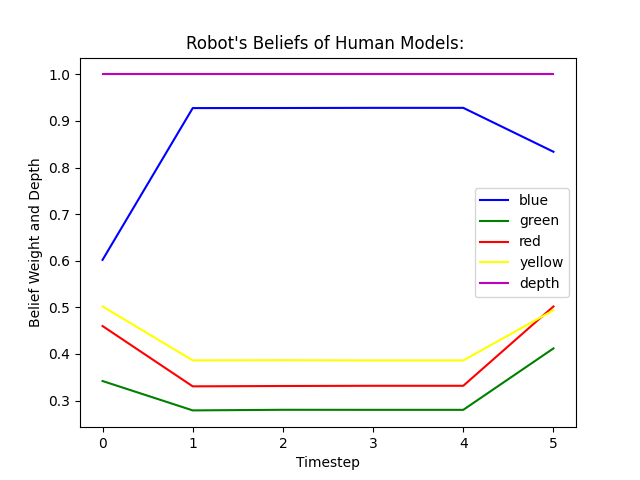 Robot's Beliefs of Human Models:
Belief Weight and Depth
1.0
0.9
0.8
0.7
0.6
0.5
0.4
0.3
blue
green
red
yellow
depth
0 1 2 3 4 5
Timestep